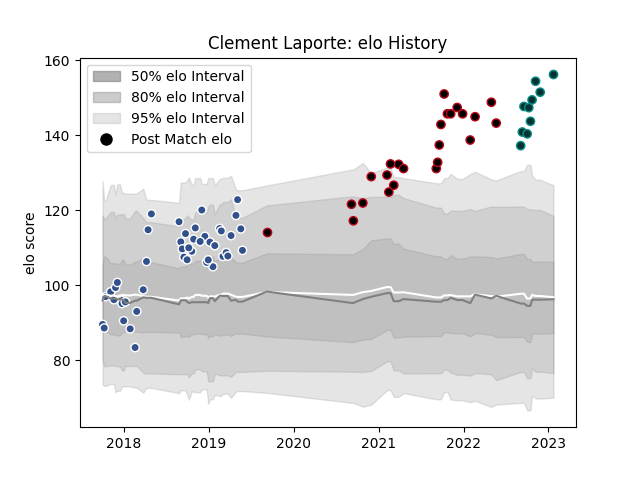 Clement Laporte: elo History
50% elo Interval
80% elo Interval
95% elo Interval
Post Match elo
elo score
160
140
120
100
80
2018
2019
2020
2021
2022
2023